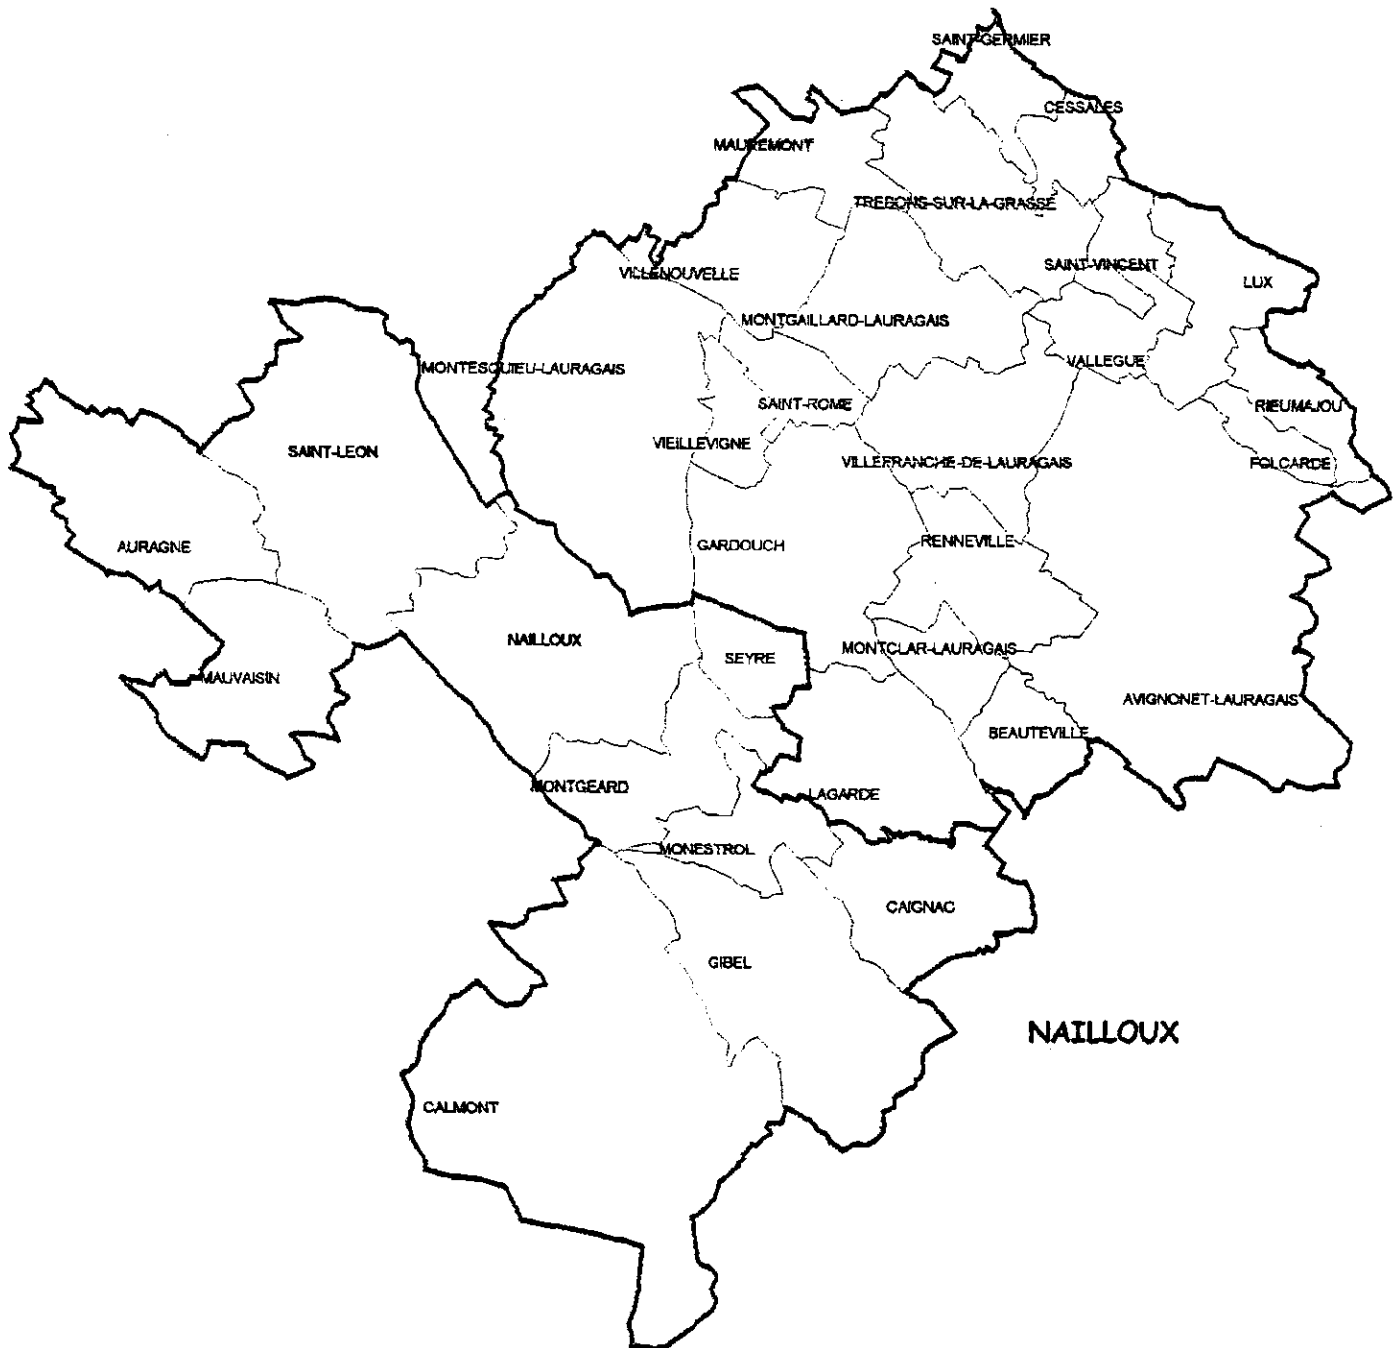 SAINT-GERMIER
CESSALES
MAUREMONT
TREBONS-SUR-LA-GRASSE
SAINT-VINCENT
VILLENOUVELLE
LUX
MONTGAILLARD-LAURAGAIS
VALLEGUE
MONTESQUIEU-LAURAGAIS
SAINT-ROME
RIEUMAJOU
VIEILLEVIGNE
SAINT-LEON
VILLEFRANCHE-DE-LAURAGAIS
FOLCARDE
AURAGNE
GARDOUCH
RENNEVILLE
NAILLOUX
MONTCLAR-LAURAGAIS
SEYRE
MAUVAISIN
AVIGNONET-LAURAGAIS
BEAUTEVILLE
MONTGEARD
LAGARDE
MONESTROL
CAIGNAC
GIBEL
NAILLOUX
CALMONT